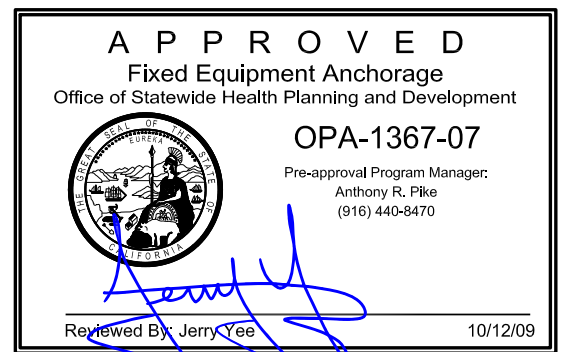 A P P R O V E D
Fixed Equipment Anchorage
Office of Statewide Health Planning and Development
THE GREAT SEAL OF THE STATE OF CALIFORNIA
EUREKA
OPA-1367-07
Pre-approval Program Manager:
Anthony R. Pike
(916) 440-8470
Jerry Y
Reviewed By: Jerry Yee
10/12/09